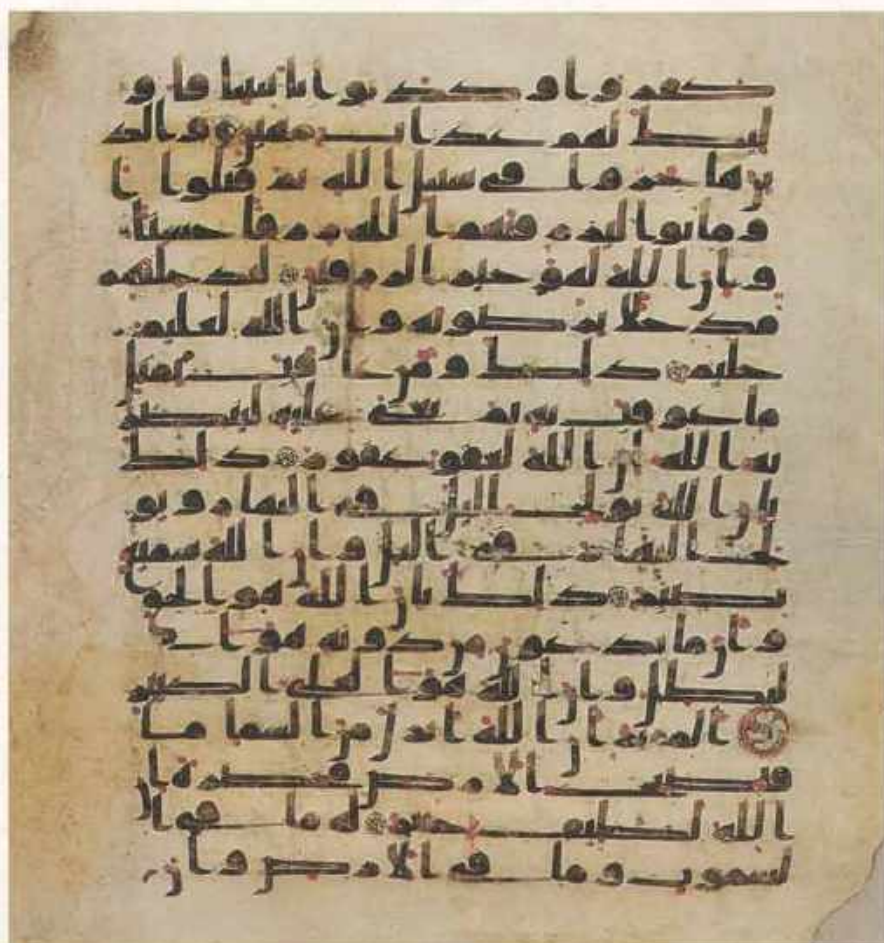 كفروا وكذبوا بايتنا فاو
ليك لهم عذاب مهين والذ
ين هاجروا في سبيل الله ثم قتلوا ا
و ماتوا ليرزقنهم الله رزقا حسنا
وان الله لهو خير الرزقين ليدخلنهم
مدخلا يرضونه وان الله لعليم
حليم ذلك ومن عاقب بمثل
ما عوقب به ثم بغي عليه لينصر
نه الله ان الله لعفو غفور ذلك
بان الله يولج اليل في النهار ويو
لج النهار في اليل وان الله سميع
بصير ذلك بان الله هو الحق
وان ما يدعون من دونه هو ا
لبطل وان الله هو العلي الكبير
الم تر ان الله انزل من السما ما
فتصبح الارض مخضرة ان
الله لطيف خبير له ما في ا
لسموت وما في الارض وان